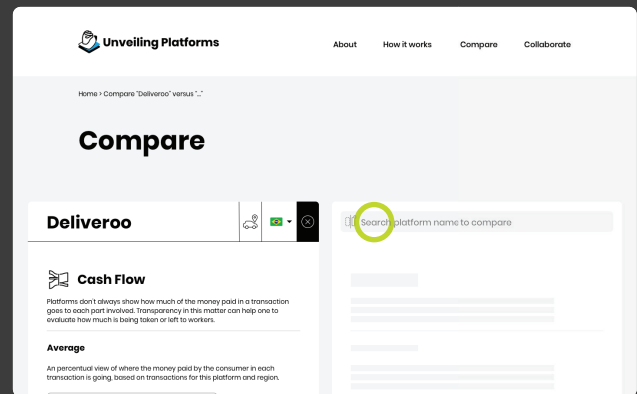 Unveiling Platforms
About How it works Compare Collaborate
Home > Compare "Deliveroo" versus "..."
Compare
Deliveroo
Search platform name to compare
Cash Flow
Platforms don't always show how much of the money paid in a transaction
goes to each part involved. Transparency in this matter can help one to
evaluate how much is being taken or left to workers.
Average
An percentual view of where the money paid by the consumer in each
transaction is going, based on transactions for this platform and region.